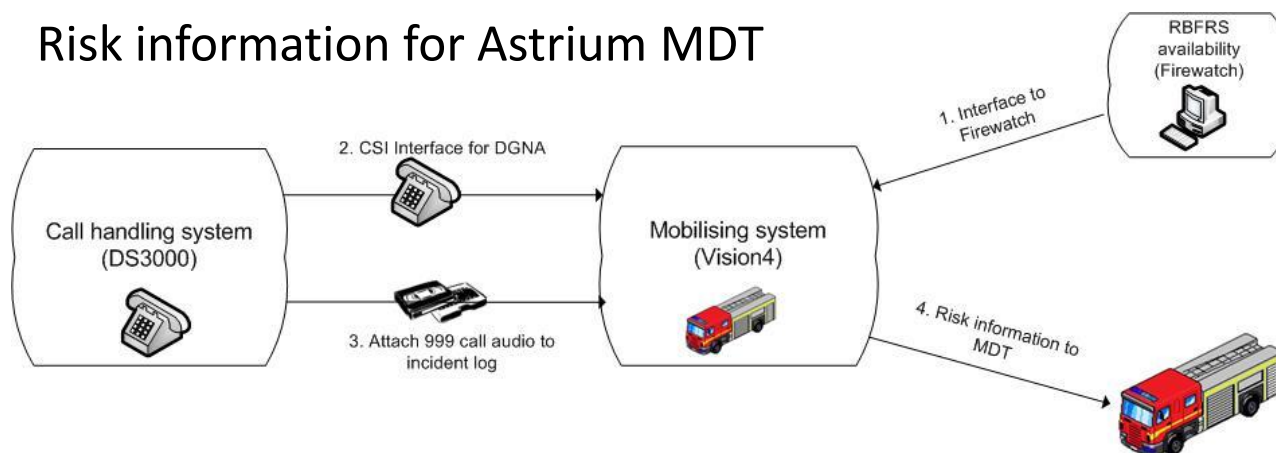 Risk information for Astrium MDT
RBFRS
availability
(Firewatch)
1. Interface to
Firewatch
2. CSI Interface for DGNA
Call handling system
(DS3000)
Mobilising system
(Vision4)
3. Attach 999 call audio to
incident log
4. Risk information to
MDT